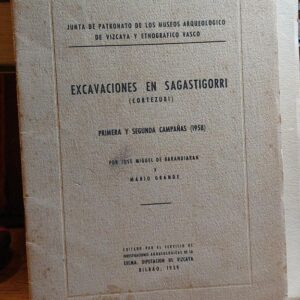 JUNTA DE PATRONATO DE LOS MUSEOS ARQUEOLOGICO
DE VIZCAYA Y ETNOGRAFICO VASCO
EXCAVACIONES EN SAGASTIGORRI
(CORTEZUBI)
PRIMERA Y SEGUNDA CAMPAÑAS (1958)
POR JOSE MIGUEL DE BARANDIARAN
Y
MARIO GRANDE
EDITADO POR EL SERVICIO DE
INVESTIGACIONES ARQUEOLOGICAS DE LA
EXCMA. DIPUTACION DE VIZCAYA
BILBAO, 1959